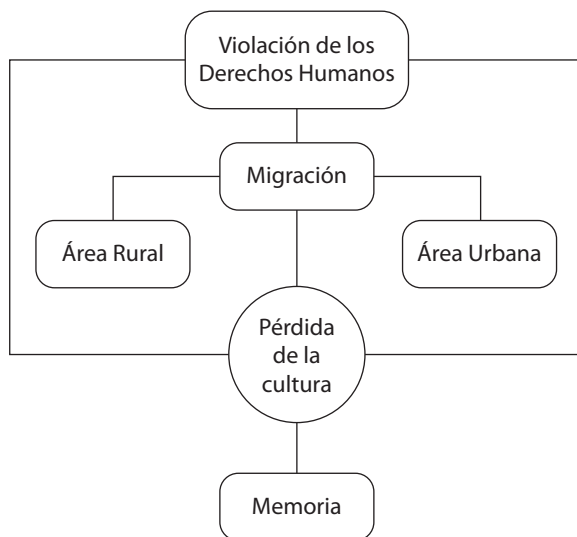 Violación de los
Derechos Humanos
Migración
Área Rural
Área Urbana
Pérdida
de la
cultura
Memoria